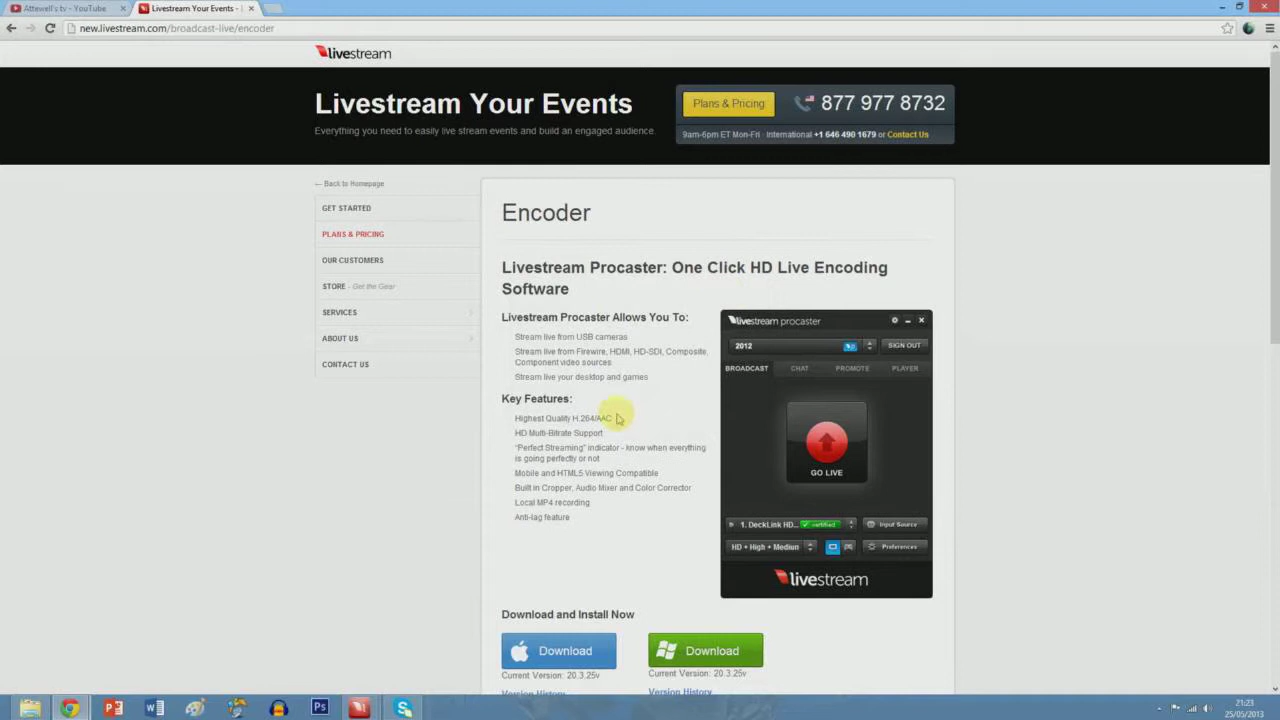 Attewell's tv - YouTube
Livestream Your Events -
new.livestream.com/broadcast-live/encoder
livestream
Livestream Your Events
Everything you need to easily live stream events and build an engaged audience.
Plans & Pricing
877 977 8732
9am-6pm ET Mon-Fri · International +1 646 490 1679 or Contact Us
← Back to Homepage
GET STARTED
PLANS & PRICING
OUR CUSTOMERS
STORE - Get the Gear
SERVICES
ABOUT US
CONTACT US
Encoder
Livestream Procaster: One Click HD Live Encoding
Software
Livestream Procaster Allows You To:
Stream live from USB cameras
Stream live from Firewire, HDMI, HD-SDI, Composite,
Component video sources
Stream live your desktop and games
Key Features:
Highest Quality H.264/AAC
HD Multi-Bitrate Support
"Perfect Streaming" indicator - know when everything
is going perfectly or not
Mobile and HTML5 Viewing Compatible
Built in Cropper, Audio Mixer and Color Corrector
Local MP4 recording
Anti-lag feature
livestream procaster
2012
SIGN OUT
BROADCAST
CHAT
PROMOTE
PLAYER
GO LIVE
1. DeckLink HD... certified
Input Source
HD + High + Medium
Preferences
livestream
Download and Install Now
Download
Download
Current Version: 20.3.25v
Current Version: 20.3.25v
Version History
Version History
21:23
25/05/2013